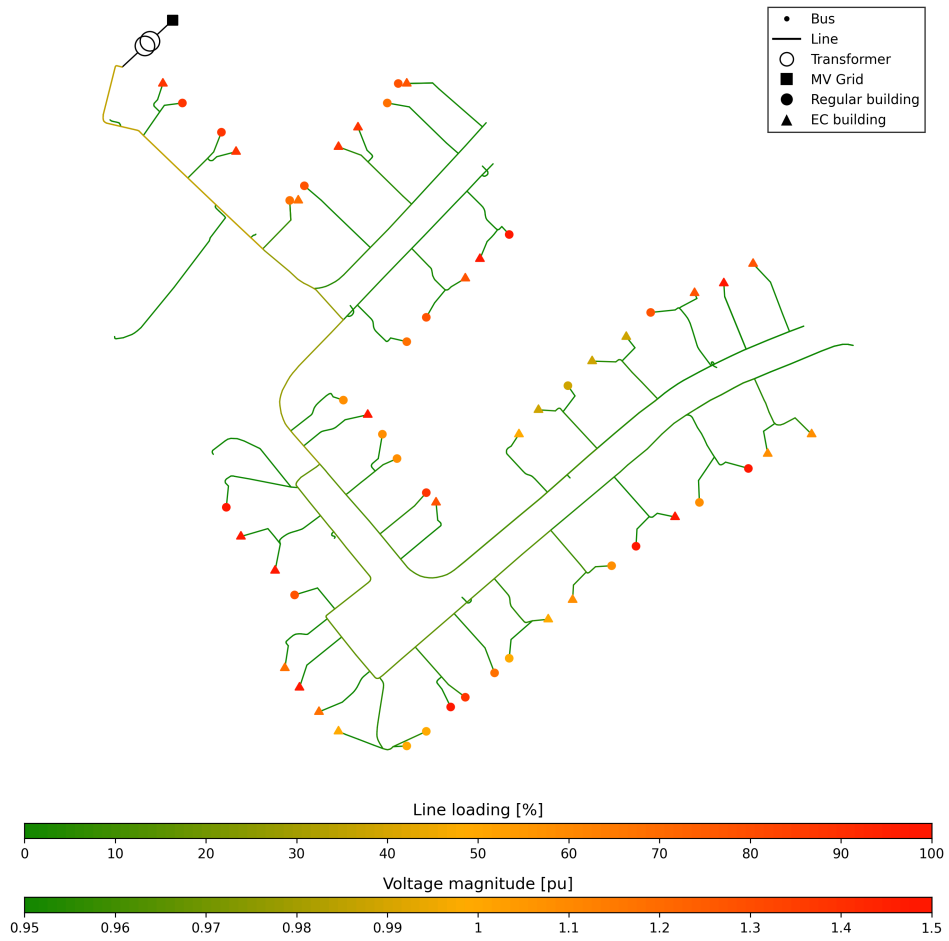 Bus
Line
Transformer
MV Grid
Regular building
EC building
Line loading [%]
0 10 20 30 40 50 60 70 80 90 100
Voltage magnitude [pu]
0.95 0.96 0.97 0.98 0.99 1 1.1 1.2 1.3 1.4 1.5